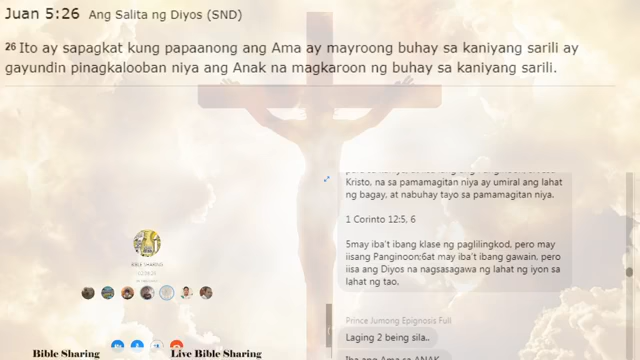 Juan 5:26 Ang Salita ng Diyos (SND)
26 Ito ay sapagkat kung papaanong ang Ama ay mayroong buhay sa kaniyang sarili ay
gayundin pinagkalooban niya ang Anak na magkaroon ng buhay sa kaniyang sarili.
Kristo, na sa pamamagitan niya ay umiral ang lahat
ng bagay, at nabuhay tayo sa pamamagitan niya.
1 Corinto 12:5, 6
5may iba't ibang klase ng paglilingkod, pero may
iisang Panginoon;6at may iba't ibang gawain, pero
iisa ang Diyos na nagsasagawa ng lahat ng iyon sa
lahat ng tao,
BIBLE SHARING
Prince Jumong Epignosis Full
Laging 2 being sila..
Iba ang Ama sa ANAK
Bible Sharing
Live Bible Sharing